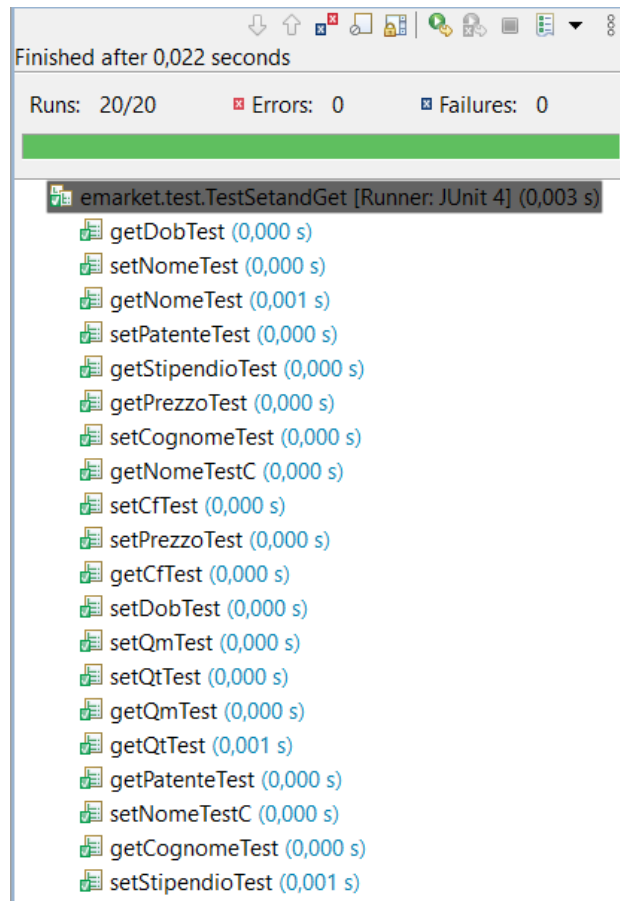 Finished after 0,022 seconds
Runs: 20/20 Errors: 0 Failures: 0
emarket.test.TestSetandGet [Runner: JUnit 4] (0,003 s)
getDobTest (0,000 s)
setNomeTest (0,000 s)
getNomeTest (0,001 s)
setPatenteTest (0,000 s)
getStipendioTest (0,000 s)
getPrezzoTest (0,000 s)
setCognomeTest (0,000 s)
getNomeTestC (0,000 s)
setCfTest (0,000 s)
setPrezzoTest (0,000 s)
getCfTest (0,000 s)
setDobTest (0,000 s)
setQmTest (0,000 s)
setQtTest (0,000 s)
getQmTest (0,000 s)
getQtTest (0,001 s)
getPatenteTest (0,000 s)
setNomeTestC (0,000 s)
getCognomeTest (0,000 s)
setStipendioTest (0,001 s)